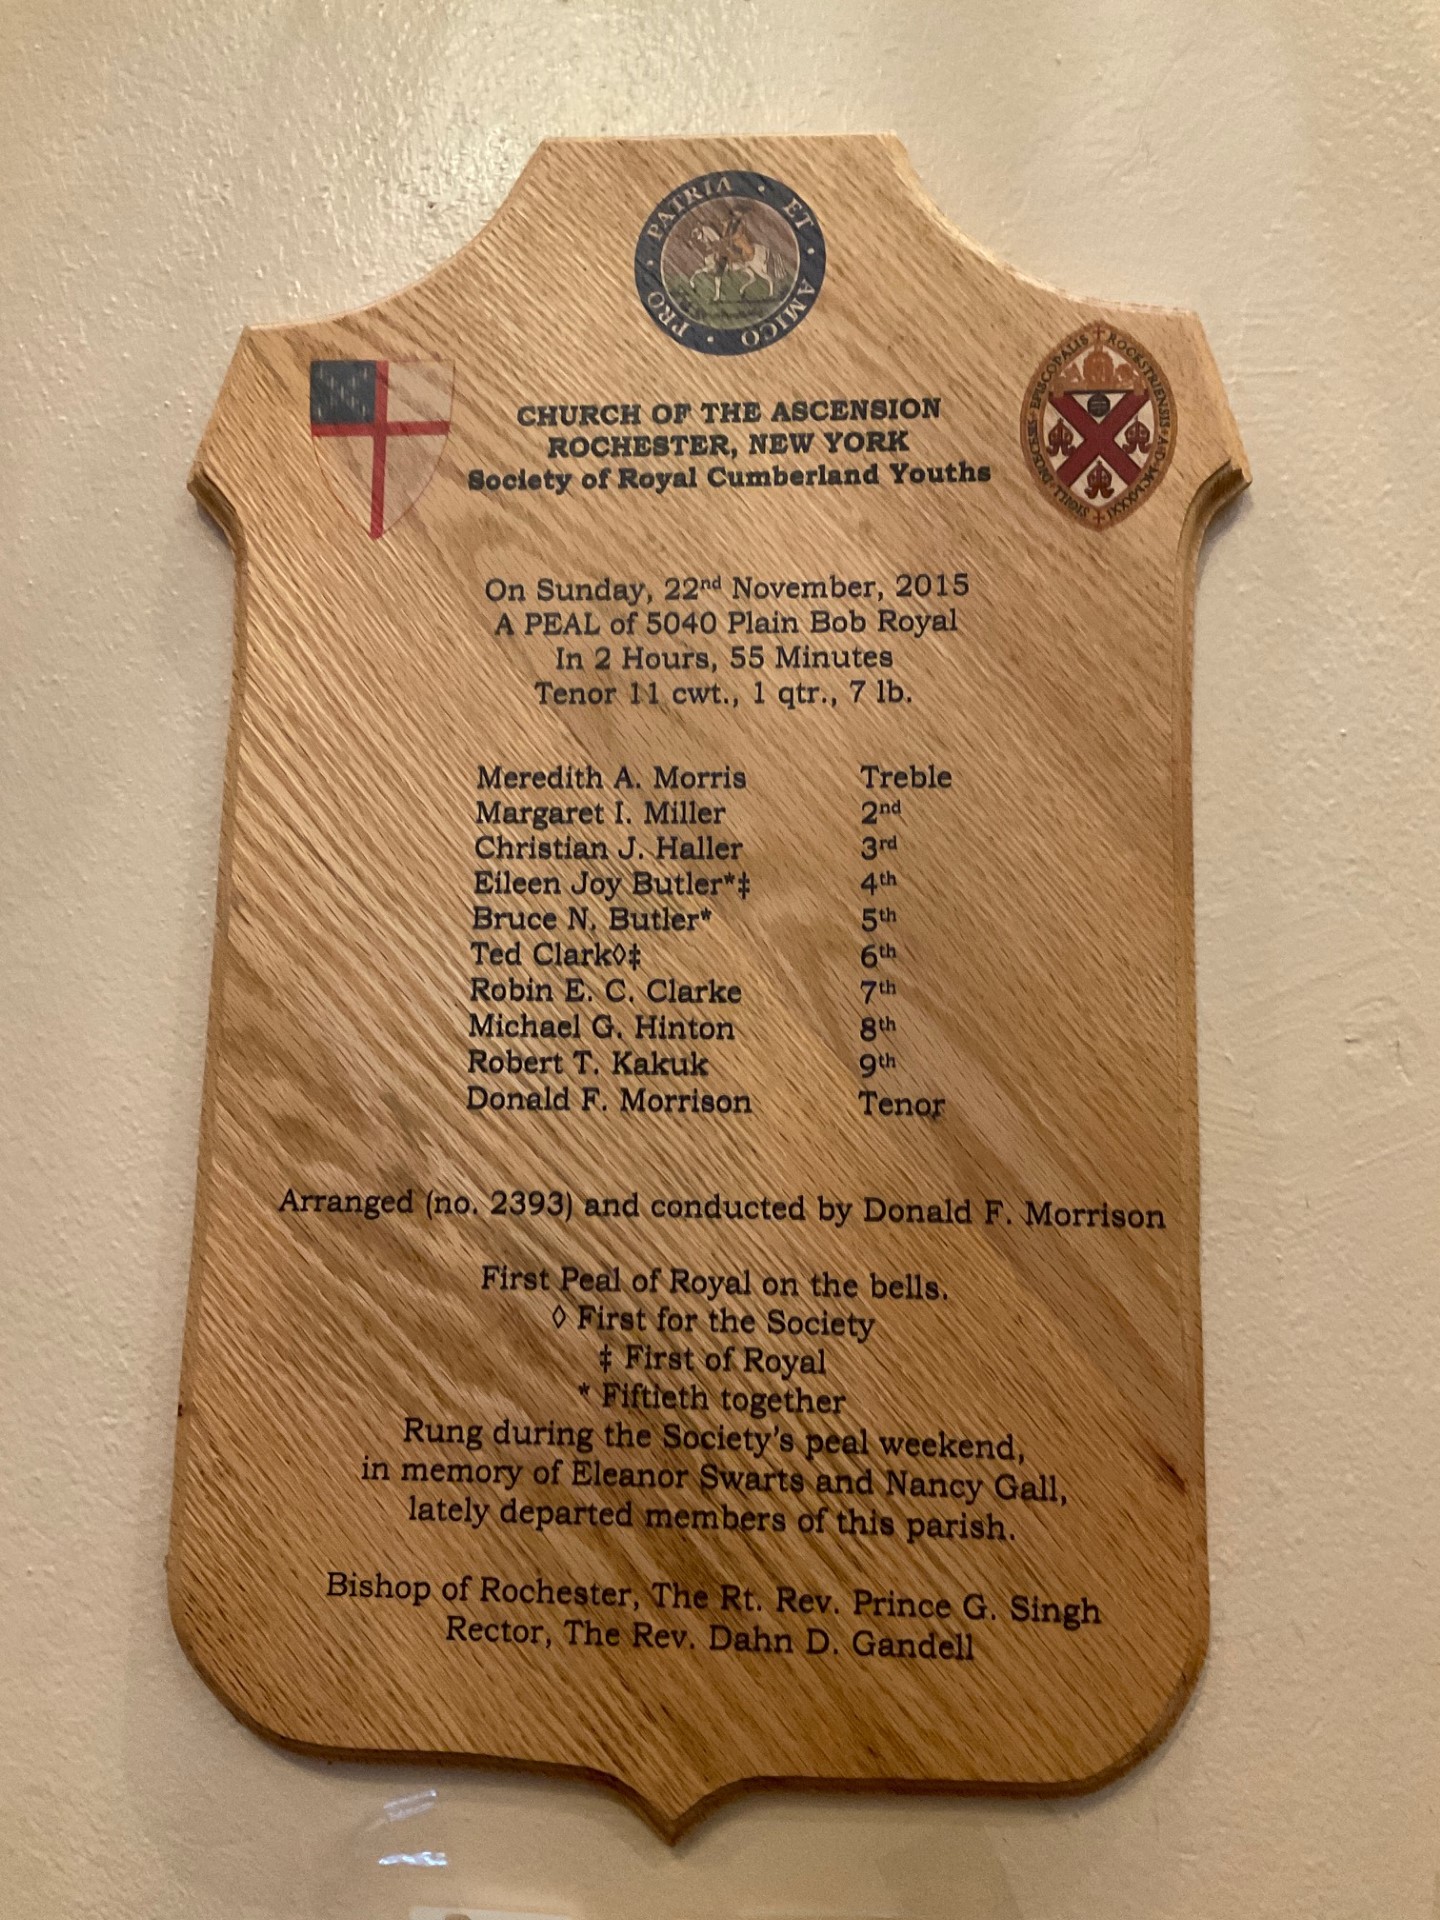 PRO · PATRIA · ET · AMICO ·
SIGILL · DIOCESIS · EPISCOPALIS ROCKSTRIENSIS · A · D · MCMXXXI
CHURCH OF THE ASCENSION
ROCHESTER, NEW YORK
Society of Royal Cumberland Youths
On Sunday, 22nd November, 2015
A PEAL of 5040 Plain Bob Royal
In 2 Hours, 55 Minutes
Tenor 11 cwt., 1 qtr., 7 lb.
Meredith A. Morris Treble
Margaret I. Miller 2nd
Christian J. Haller 3rd
Eileen Joy Butler*‡ 4th
Bruce N. Butler* 5th
Ted Clark◊‡ 6th
Robin E. C. Clarke 7th
Michael G. Hinton 8th
Robert T. Kakuk 9th
Donald F. Morrison Tenor
Arranged (no. 2393) and conducted by Donald F. Morrison
First Peal of Royal on the bells.
◊ First for the Society
‡ First of Royal
* Fiftieth together
Rung during the Society's peal weekend,
in memory of Eleanor Swarts and Nancy Gall,
lately departed members of this parish.
Bishop of Rochester, The Rt. Rev. Prince G. Singh
Rector, The Rev. Dahn D. Gandell